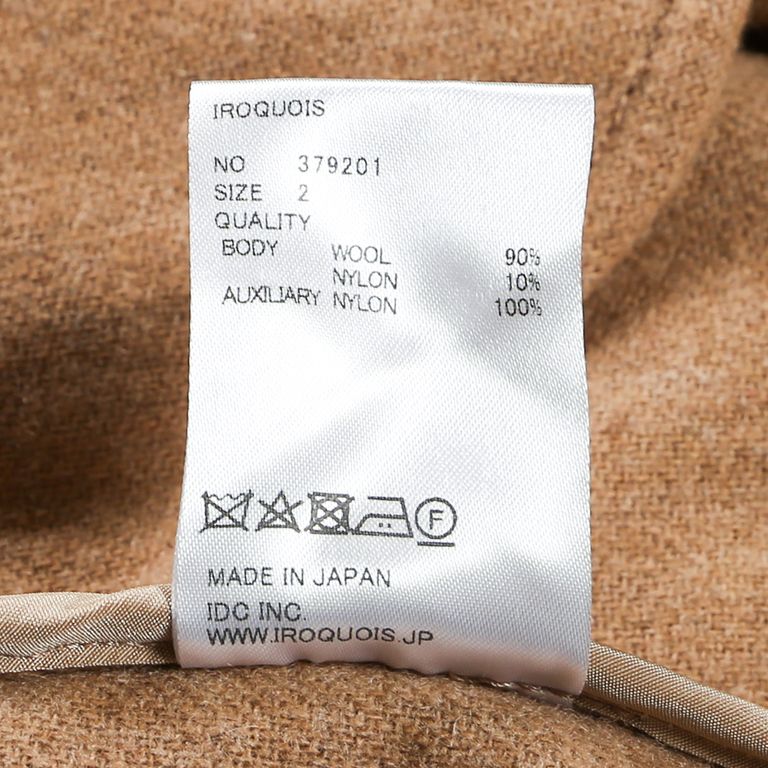 IROQUOIS
NO 379201
SIZE 2
QUALITY
BODY WOOL 90%
NYLON 10%
AUXILIARY NYLON 100%
F
MADE IN JAPAN
IDC INC.
WWW.IROQUOIS.JP